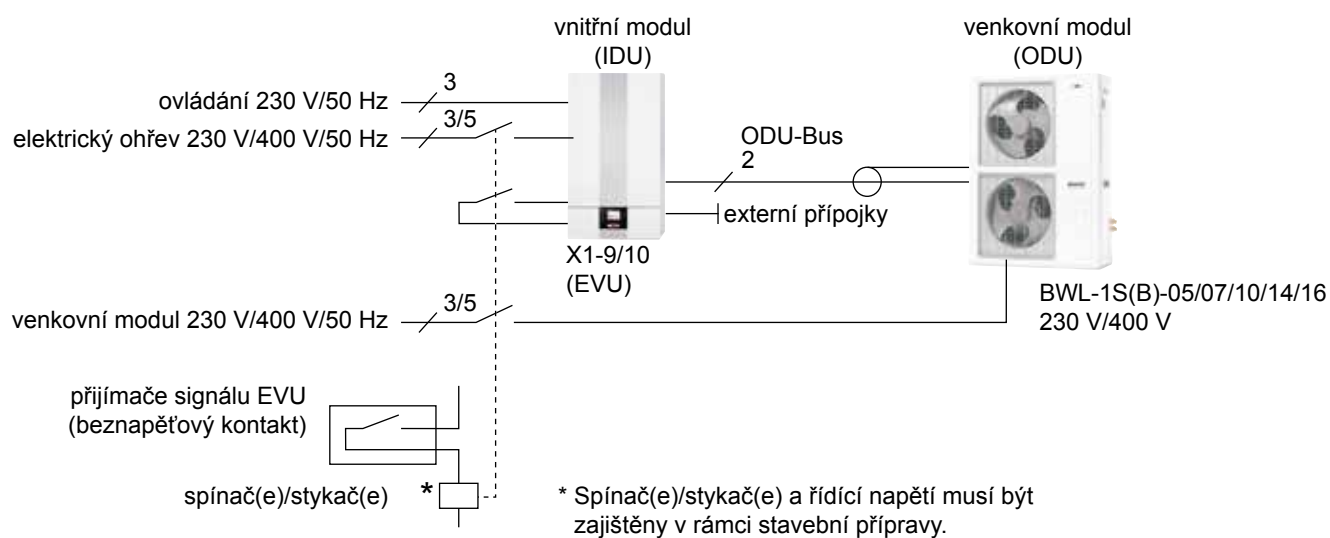 vnitřní modul
(IDU)
venkovní modul
(ODU)
ovládání 230 V/50 Hz
3
elektrický ohřev 230 V/400 V/50 Hz
3/5
ODU-Bus
2
externí přípojky
X1-9/10
(EVU)
BWL-1S(B)-05/07/10/14/16
230 V/400 V
venkovní modul 230 V/400 V/50 Hz
3/5
přijímače signálu EVU
(beznapěťový kontakt)
spínač(e)/stykač(e)
*
* Spínač(e)/stykač(e) a řídící napětí musí být
zajištěny v rámci stavební přípravy.